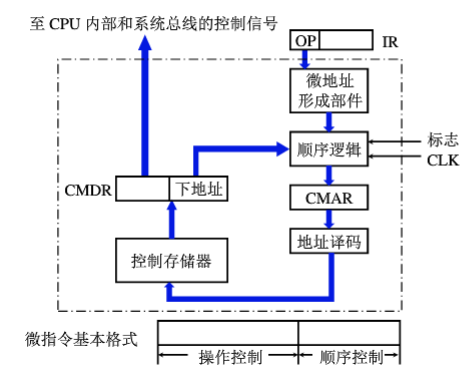 至 CPU 内部和系统总线的控制信号
OP
IR
微地址
形成部件
顺序逻辑
标志
CLK
CMDR
下地址
CMAR
地址译码
控制存储器
微指令基本格式
操作控制
顺序控制